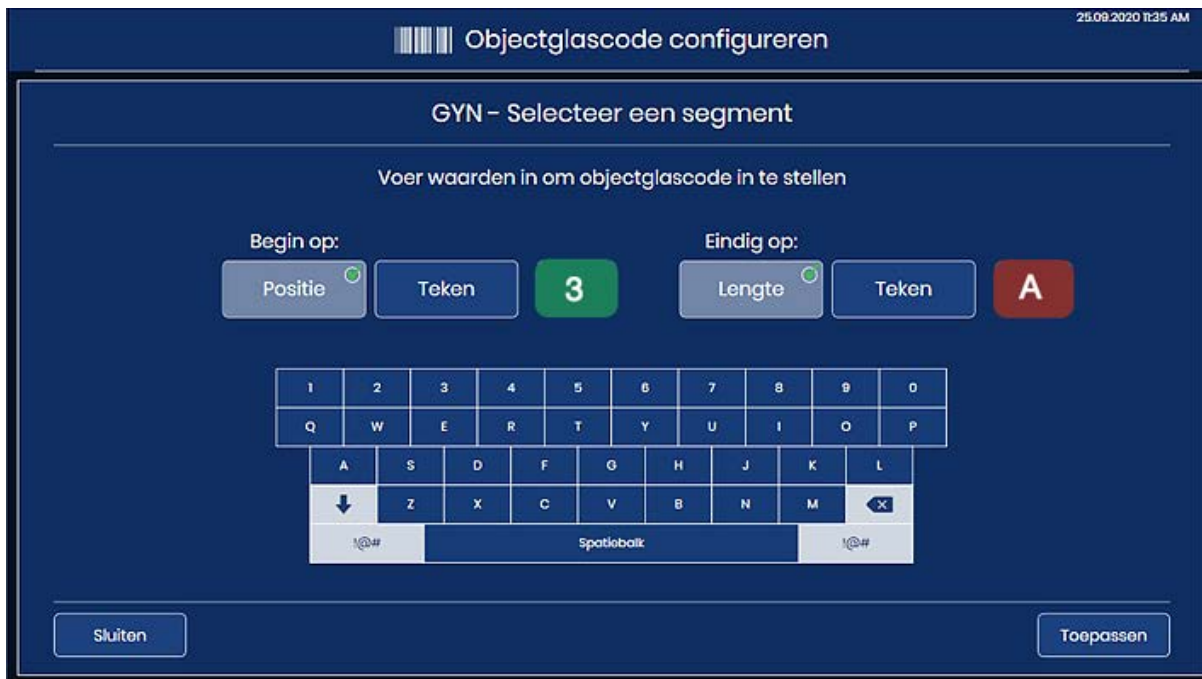 25.09.2020 11:35 AM
Objectglascode configureren
GYN - Selecteer een segment
Voer waarden in om objectglascode in te stellen
Begin op: Eindig op:
Positie Teken 3 Lengte Teken A
1 2 3 4 5 6 7 8 9 0
Q W E R T Y U I O P
A S D F G H J K L
Z X C V B N M
!@# Spatiebalk !@#
Sluiten Toepassen